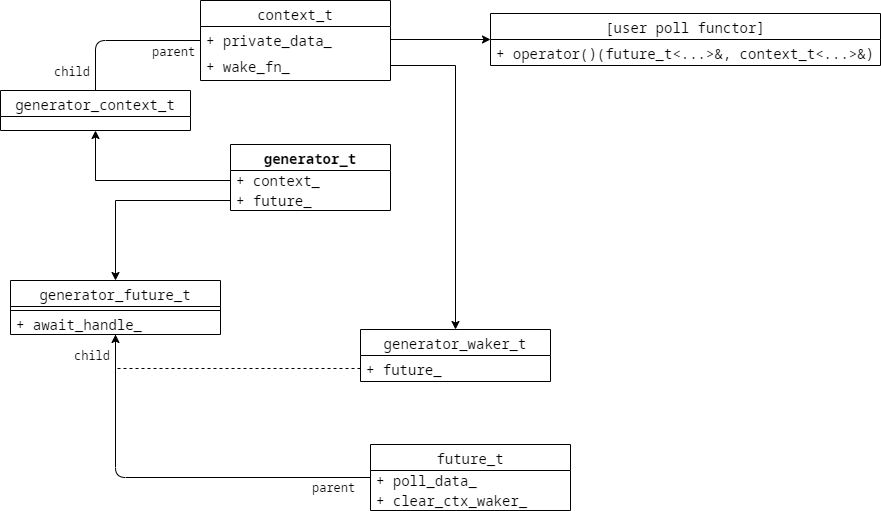 context_t
+ private_data_
+ wake_fn_
[user poll functor]
+ operator()(future_t<...>&, context_t<...>&)
parent
child
generator_context_t
generator_t
+ context_
+ future_
generator_future_t
+ await_handle_
child
generator_waker_t
+ future_
future_t
+ poll_data_
+ clear_ctx_waker_
parent